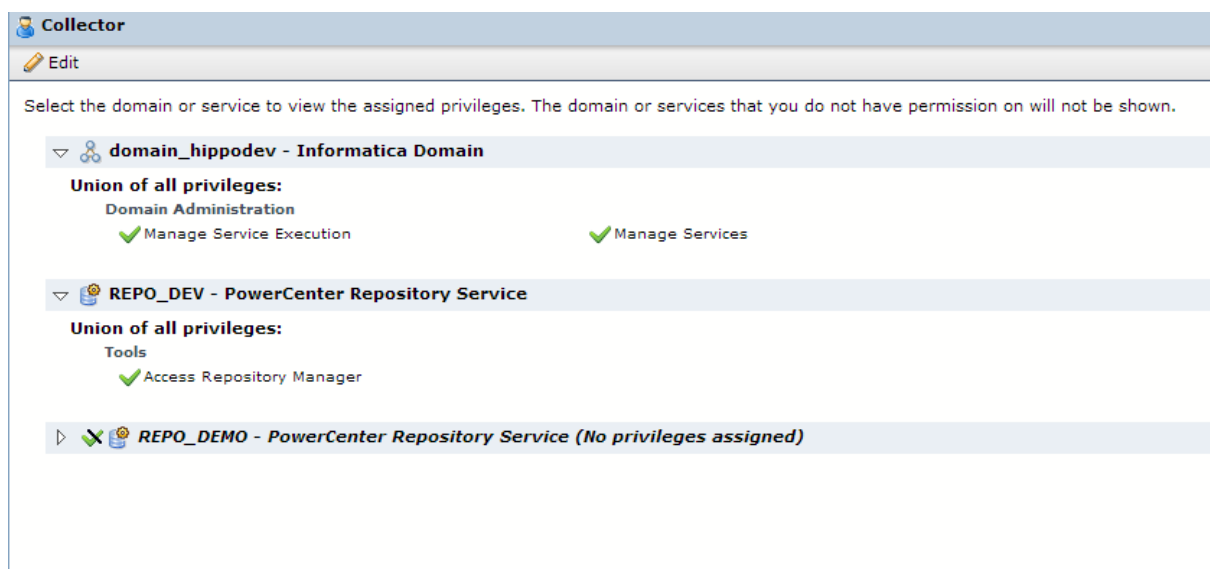 Collector
Edit
Select the domain or service to view the assigned privileges. The domain or services that you do not have permission on will not be shown.
domain_hippodev - Informatica Domain
Union of all privileges:
Domain Administration
Manage Service Execution Manage Services
REPO_DEV - PowerCenter Repository Service
Union of all privileges:
Tools
Access Repository Manager
REPO_DEMO - PowerCenter Repository Service (No privileges assigned)